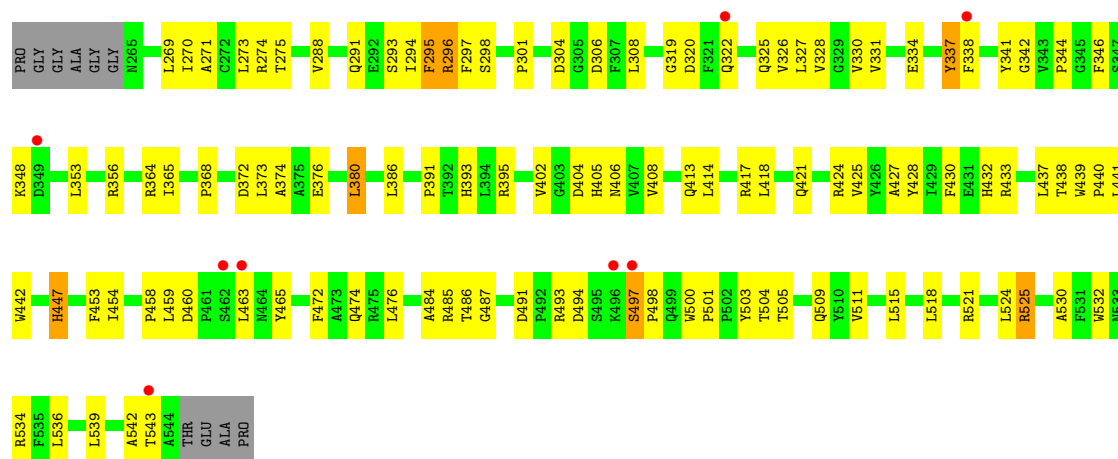 PRO GLY GLY ALA GLY GLY N265 L269 I270 A271 C272 L273 R274 T275 V288 Q291 E292 S293 I294 F295 R296 F297 S298 P301 D304 G305 D306 F307 L308 G319 D320 F321 Q322 Q325 V326 L327 V328 G329 V330 V331 E334 Y337 F338 Y341 G342 V343 P344 G345 F346 S347
K348 D349 L353 R356 R364 I365 P368 D372 L373 A374 A375 E376 L380 L386 P391 T392 H393 L394 R395 V402 G403 D404 H405 N406 V407 V408 Q413 L414 R417 L418 Q421 R424 V425 Y426 A427 Y428 I429 F430 E431 H432 R433 L437 T438 W439 P440 L441
W442 H447 F453 I454 P458 L459 D460 P461 S462 L463 N464 Y465 F472 A473 Q474 R475 L476 A484 R485 T486 G487 D491 P492 R493 D494 S495 K496 S497 P498 Q499 W500 P501 P502 Y503 T504 T505 Q509 Y510 V511 L515 L518 R521 L524 R525 A530 F531 W532 N533
R534 F535 L536 L539 A542 T543 A544 THR GLU ALA PRO